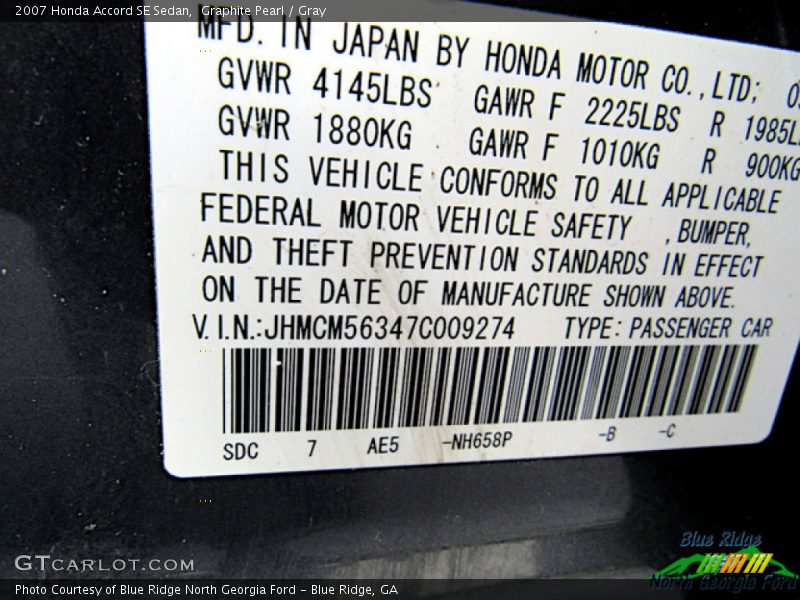 2007 Honda Accord SE Sedan,  Graphite Pearl / Gray
MFD. IN JAPAN BY HONDA MOTOR CO.,LTD;
GVWR 4145LBS GAWR F 2225LBS R 1985L
GVWR 1880KG GAWR F 1010KG R 900KG
THIS VEHICLE CONFORMS TO ALL APPLICABLE
FEDERAL MOTOR VEHICLE SAFETY ,BUMPER,
AND THEFT PREVENTION STANDARDS IN EFFECT
ON THE DATE OF MANUFACTURE SHOWN ABOVE.
V.I.N.:JHMCM56347C009274 TYPE: PASSENGER CAR
SDC 7 AE5 -NH658P -B -C
Blue Ridge
North Georgia Ford
GTCARLOT.COM
Photo Courtesy of Blue Ridge North Georgia Ford – Blue Ridge, GA